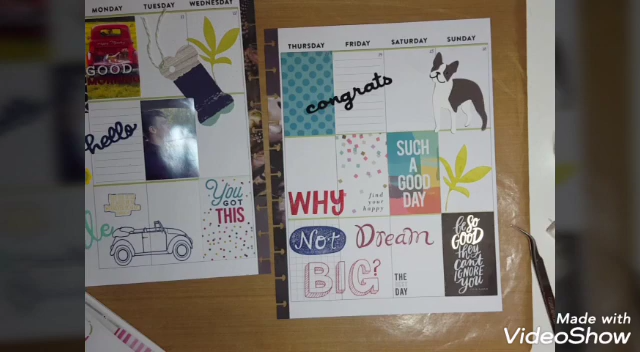 MONDAY
TUESDAY
WEDNESDAY
GOOD
hello
You
GOT
THIS
THURSDAY
FRIDAY
SATURDAY
SUNDAY
congrats
WHY
find
your
happy
SUCH
A
GOOD
DAY
Not
Dream
BIG?
THE
DAY
be SO
GOOD
they
can't
iGNORE
YOU
Made with
VideoShow